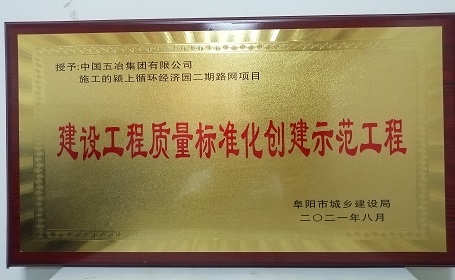 授予:中国五冶集团有限公司
施工的颍上循环经济园二期路网项目
建设工程质量标准化创建示范工程
阜阳市城乡建设局
二〇二一年八月